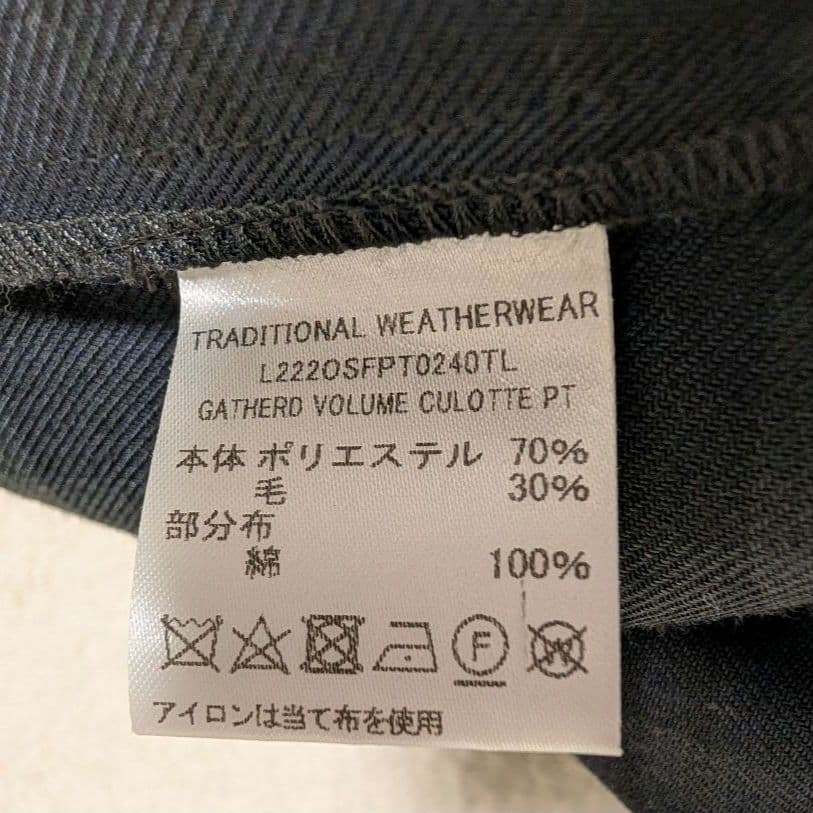 TRADITIONAL WEATHERWEAR
L222OSFPT0240TL
GATHERD VOLUME CULOTTE PT
本体 ポリエステル 70%
毛 30%
部分布
綿 100%
F W
アイロンは当て布を使用